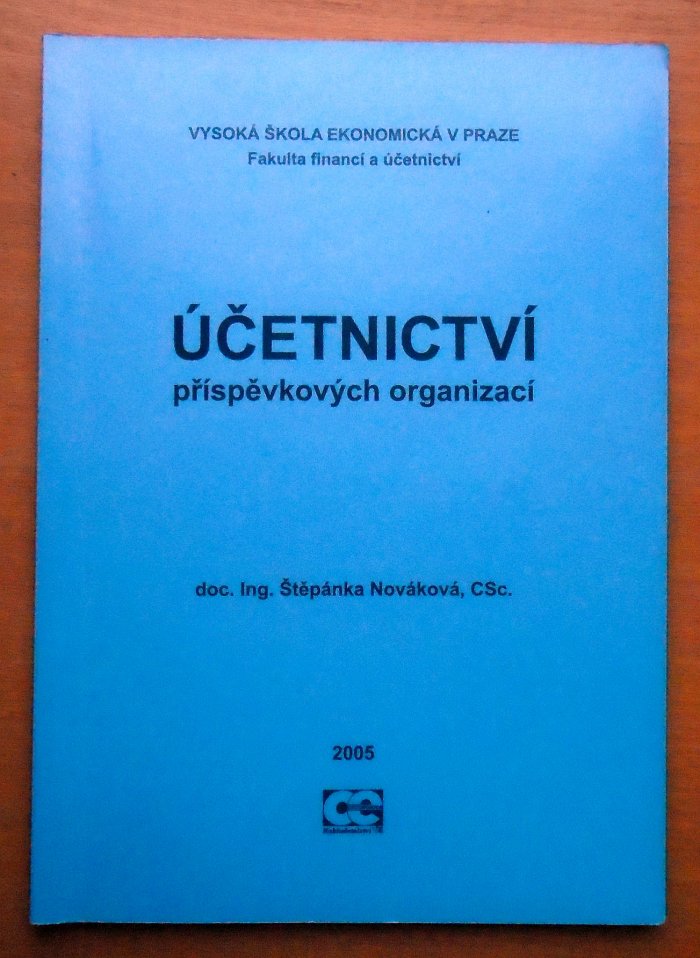 VYSOKÁ ŠKOLA EKONOMICKÁ V PRAZE
Fakulta financí a účetnictví
ÚČETNICTVÍ
příspěvkových organizací
doc. Ing. Štěpánka Nováková, CSc.
2005